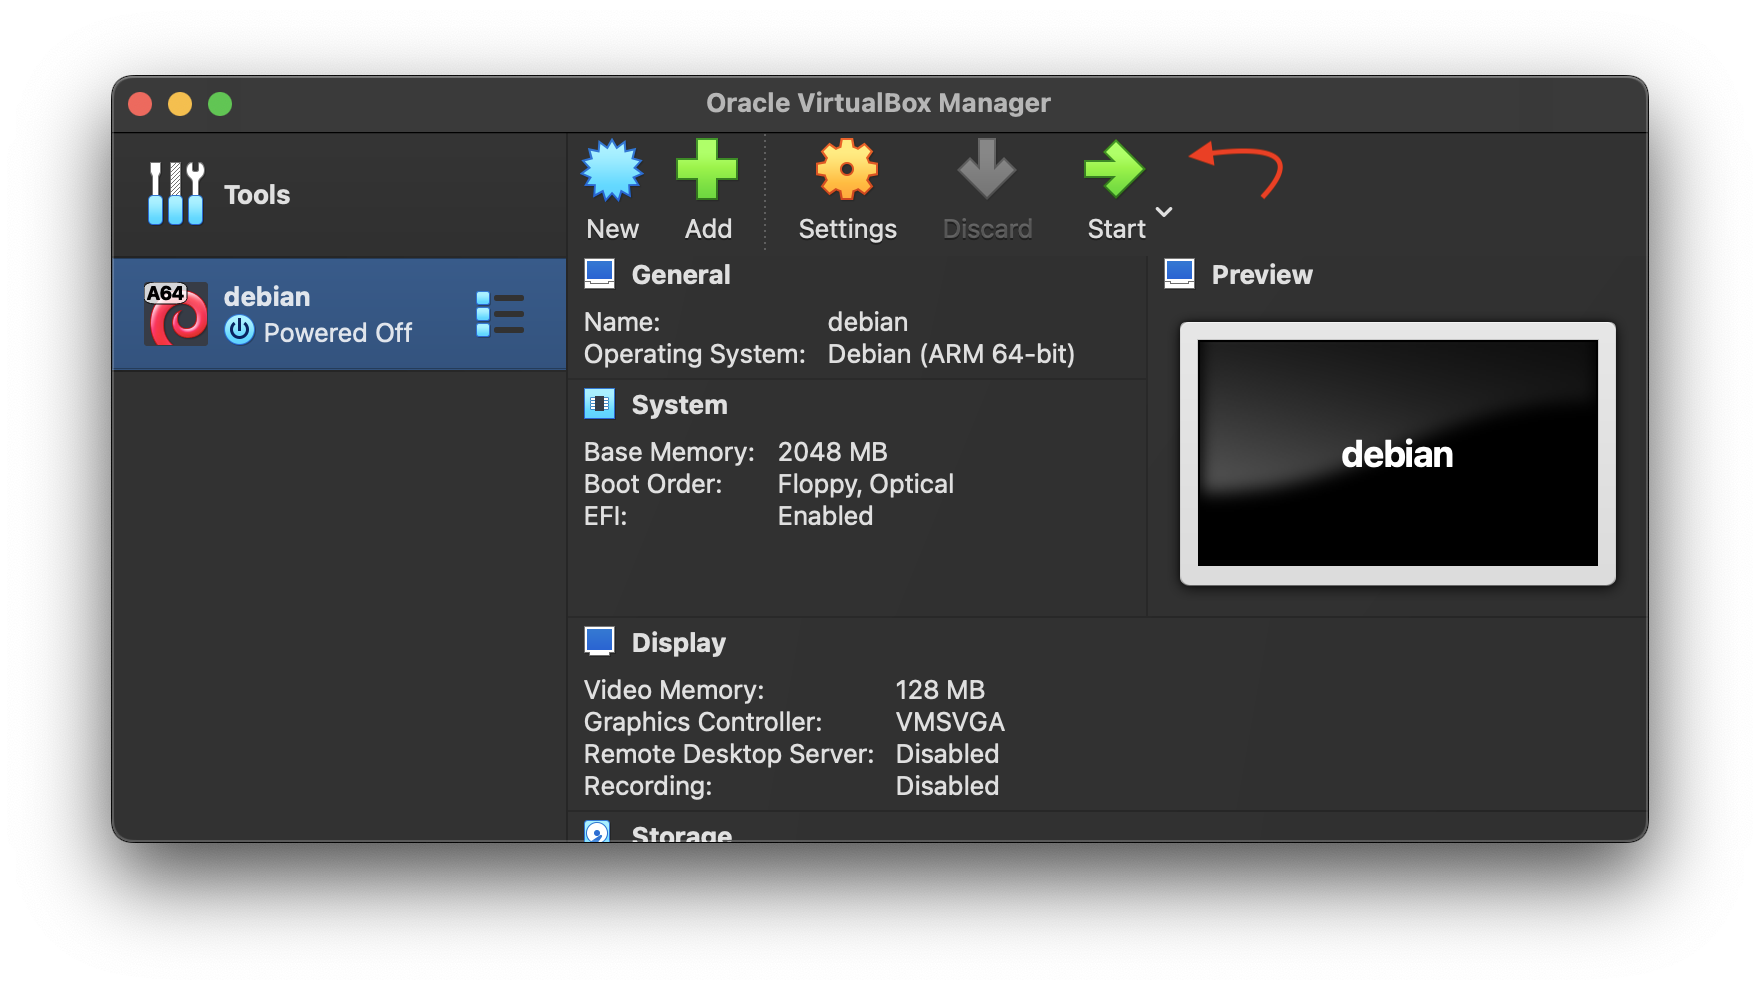 Oracle VirtualBox Manager
Tools
New
Add
Settings
Discard
Start
A64
debian
Powered Off
General
Name: debian
Operating System: Debian (ARM 64-bit)
Preview
debian
System
Base Memory: 2048 MB
Boot Order: Floppy, Optical
EFI: Enabled
Display
Video Memory: 128 MB
Graphics Controller: VMSVGA
Remote Desktop Server: Disabled
Recording: Disabled
Storage